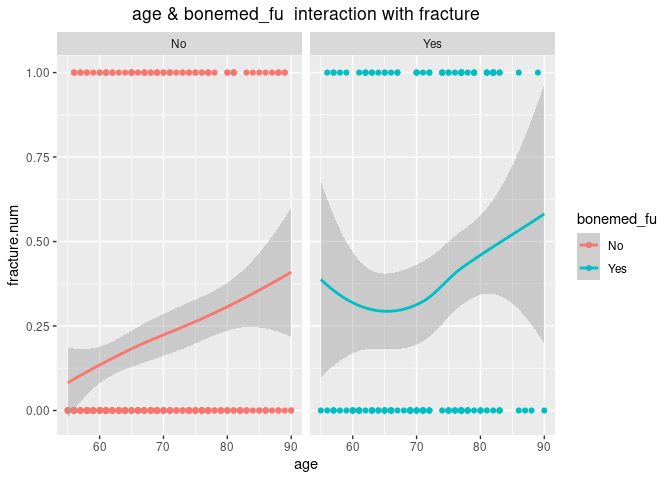 age & bonemed_fu  interaction with fracture
No
Yes
1.00
0.75
0.50
0.25
0.00
fracture.num
60
70
80
90
60
70
80
90
age
bonemed_fu
No
Yes